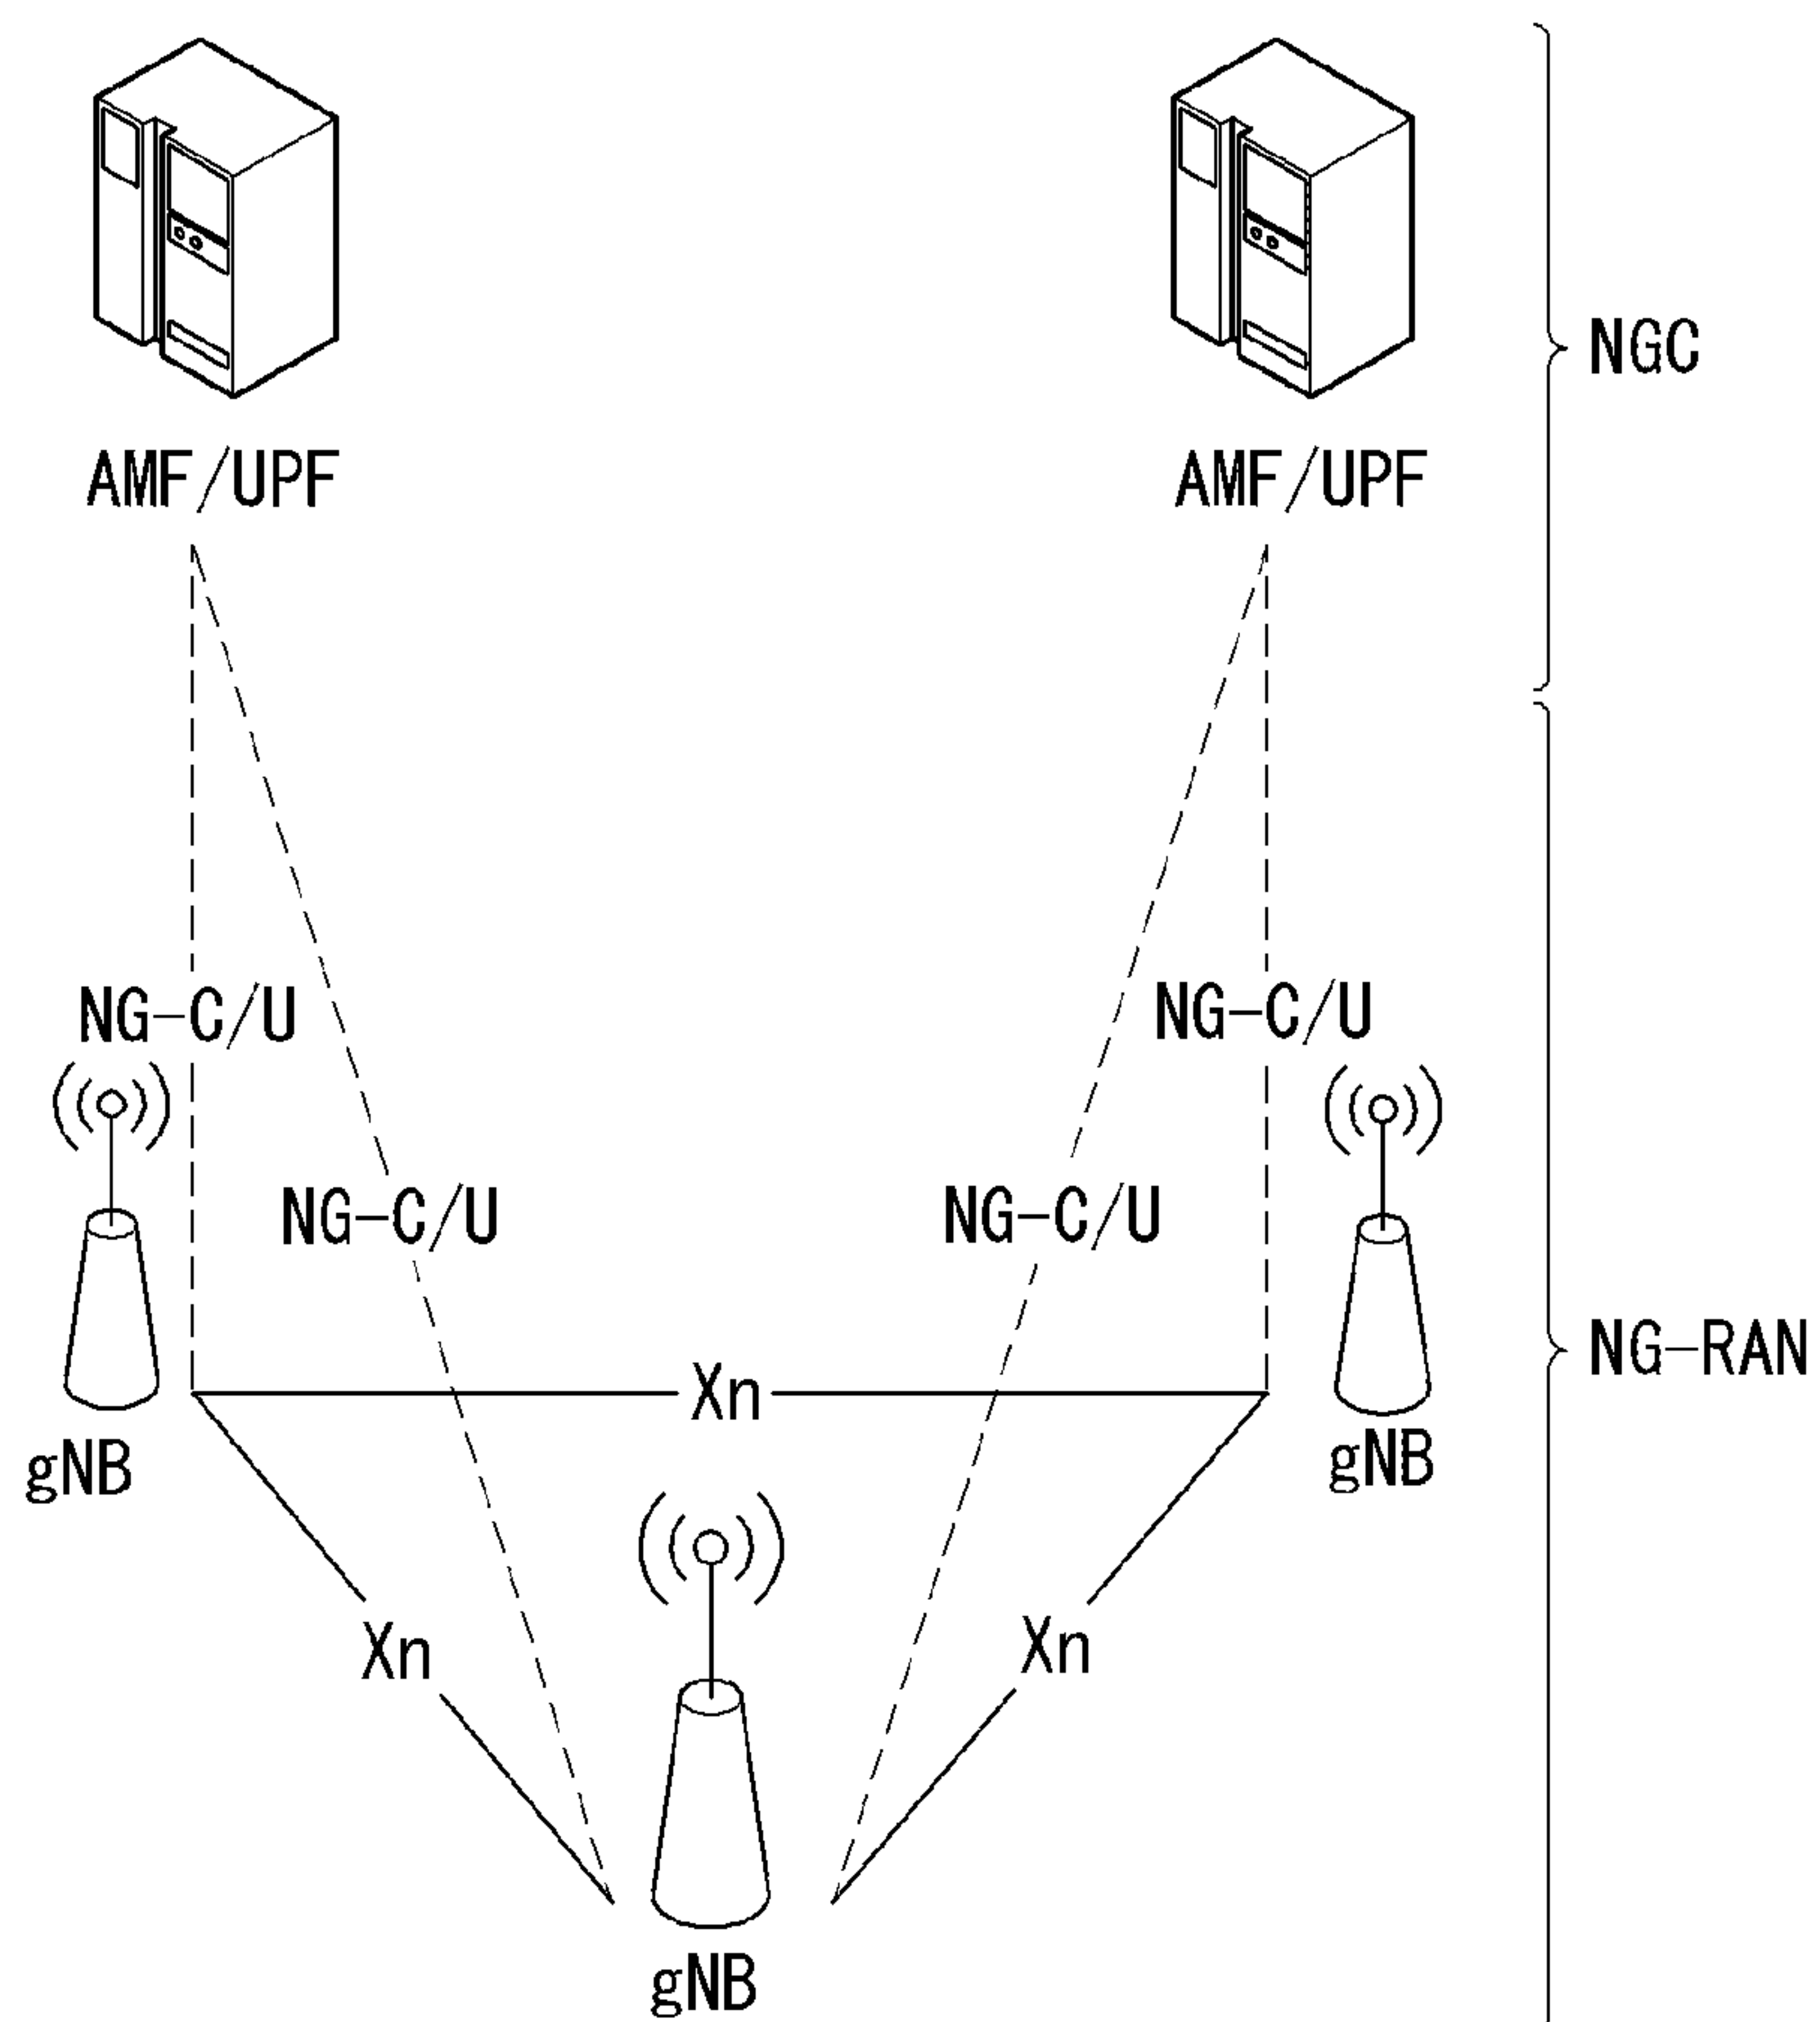 NGC
AMF/UPF
AMF/UPF
NG-C/U
NG-C/U
NG-C/U
NG-C/U
NG-RAN
Xn
gNB
gNB
Xn
Xn
gNB